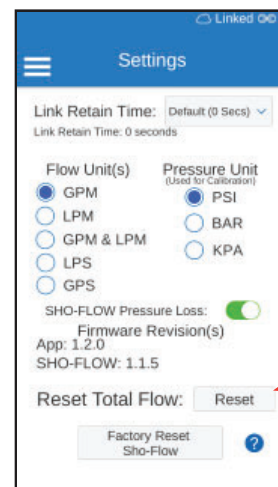 Linked
Settings
Link Retain Time: Default (0 Secs)
Link Retain Time: 0 seconds
Flow Unit(s) Pressure Unit
(Used for Calibration)
GPM PSI
LPM BAR
GPM & LPM KPA
LPS
GPS
SHO-FLOW Pressure Loss:
Firmware Revision(s)
App: 1.2.0
SHO-FLOW: 1.1.5
Reset Total Flow: Reset
Factory Reset
Sho-Flow ?